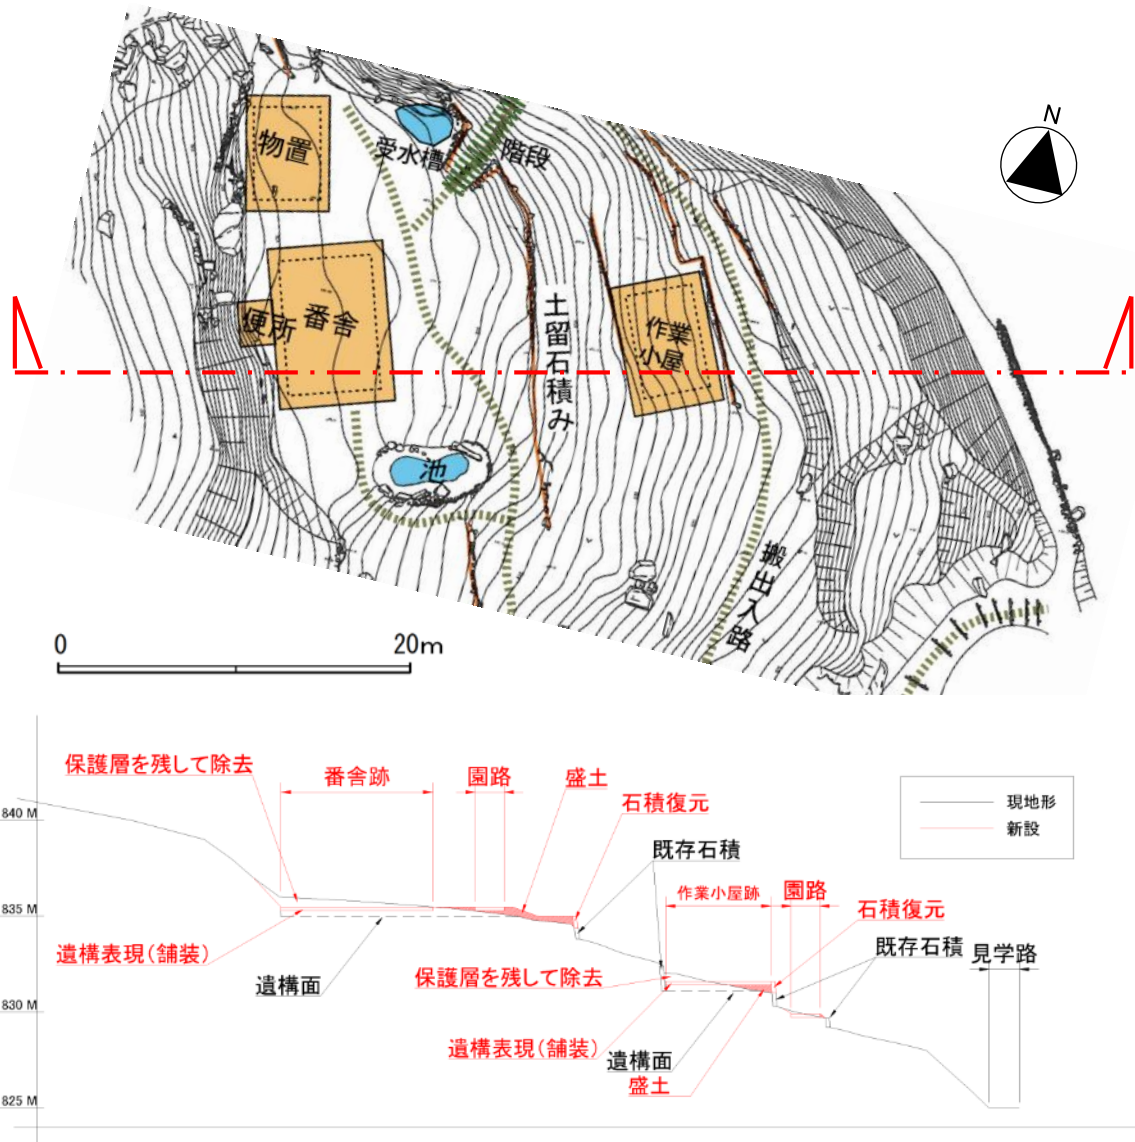 N
物置
受水槽
階段
便所
番舎
土留石積み
作業
小屋
池
搬出入路
0
20m
保護層を残して除去
番舎跡
園路
盛土
石積復元
現地形
新設
840 M
既存石積
作業小屋跡
園路
石積復元
835 M
既存石積
見学路
遺構表現(舗装)
遺構面
保護層を残して除去
830 M
遺構表現(舗装)
遺構面
盛土
825 M